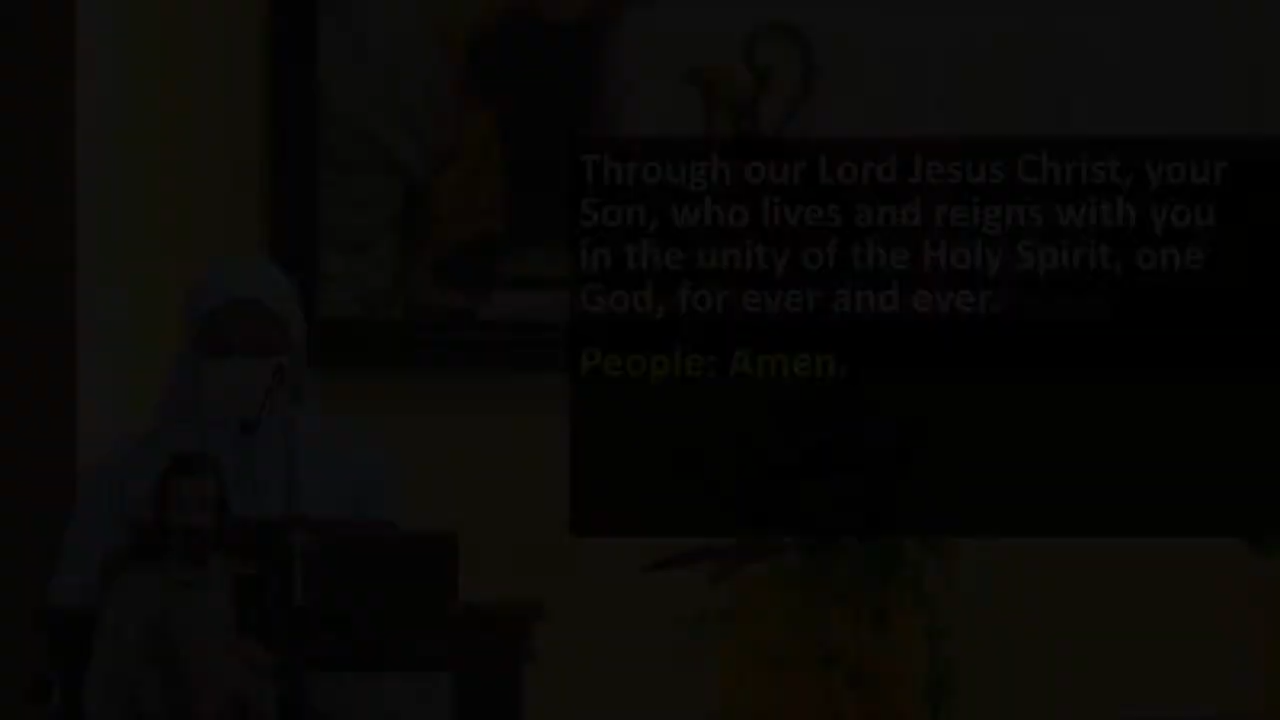 Through our Lord Jesus Christ, your
Son, who lives and reigns with you
in the unity of the Holy Spirit, one
God, for ever and ever.
People: Amen.